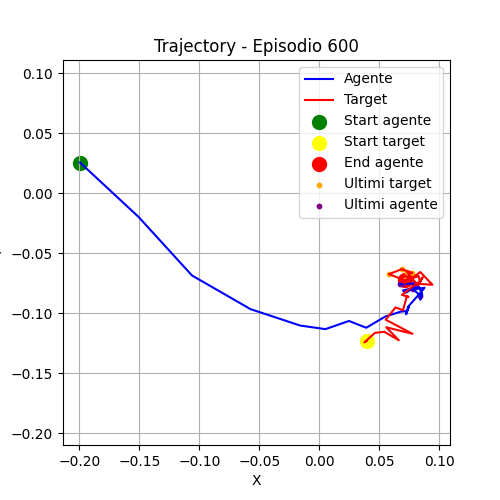 Trajectory - Episodio 600
Agente
Target
Start agente
Start target
End agente
Ultimi target
Ultimi agente
0.10
0.05
0.00
−0.05
−0.10
−0.15
−0.20
−0.20 −0.15 −0.10 −0.05 0.00 0.05 0.10
X